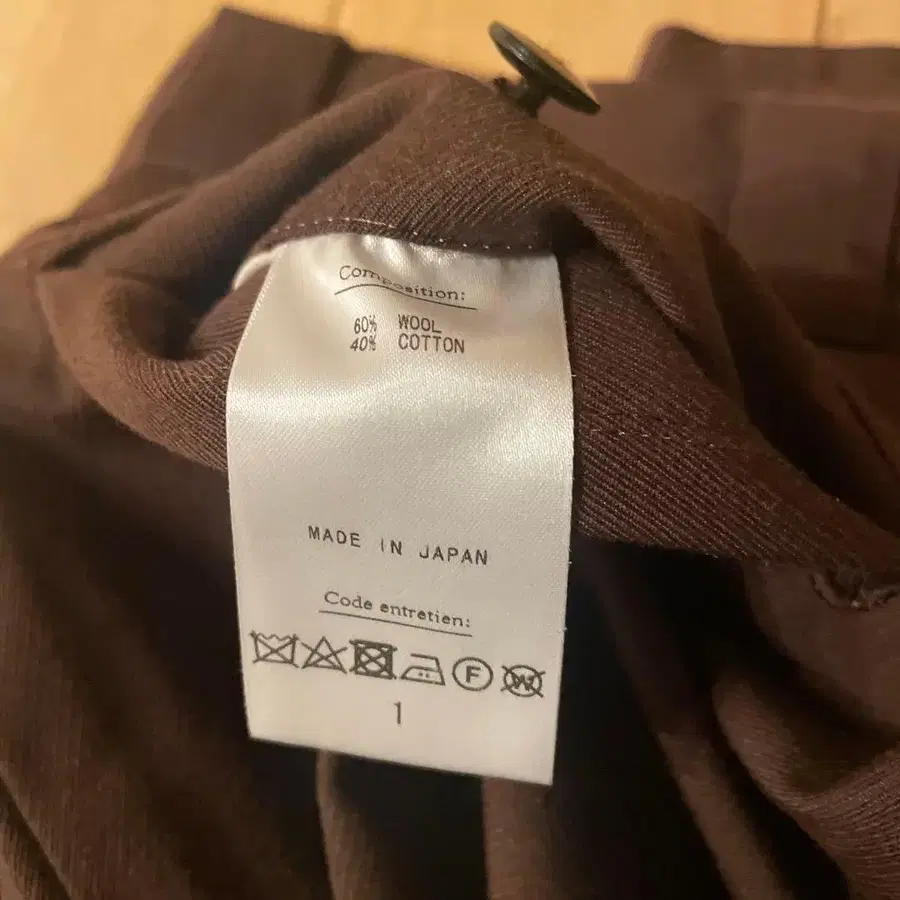 Composition:
60% WOOL
40% COTTON
MADE IN JAPAN
Code entretien:
F W
1